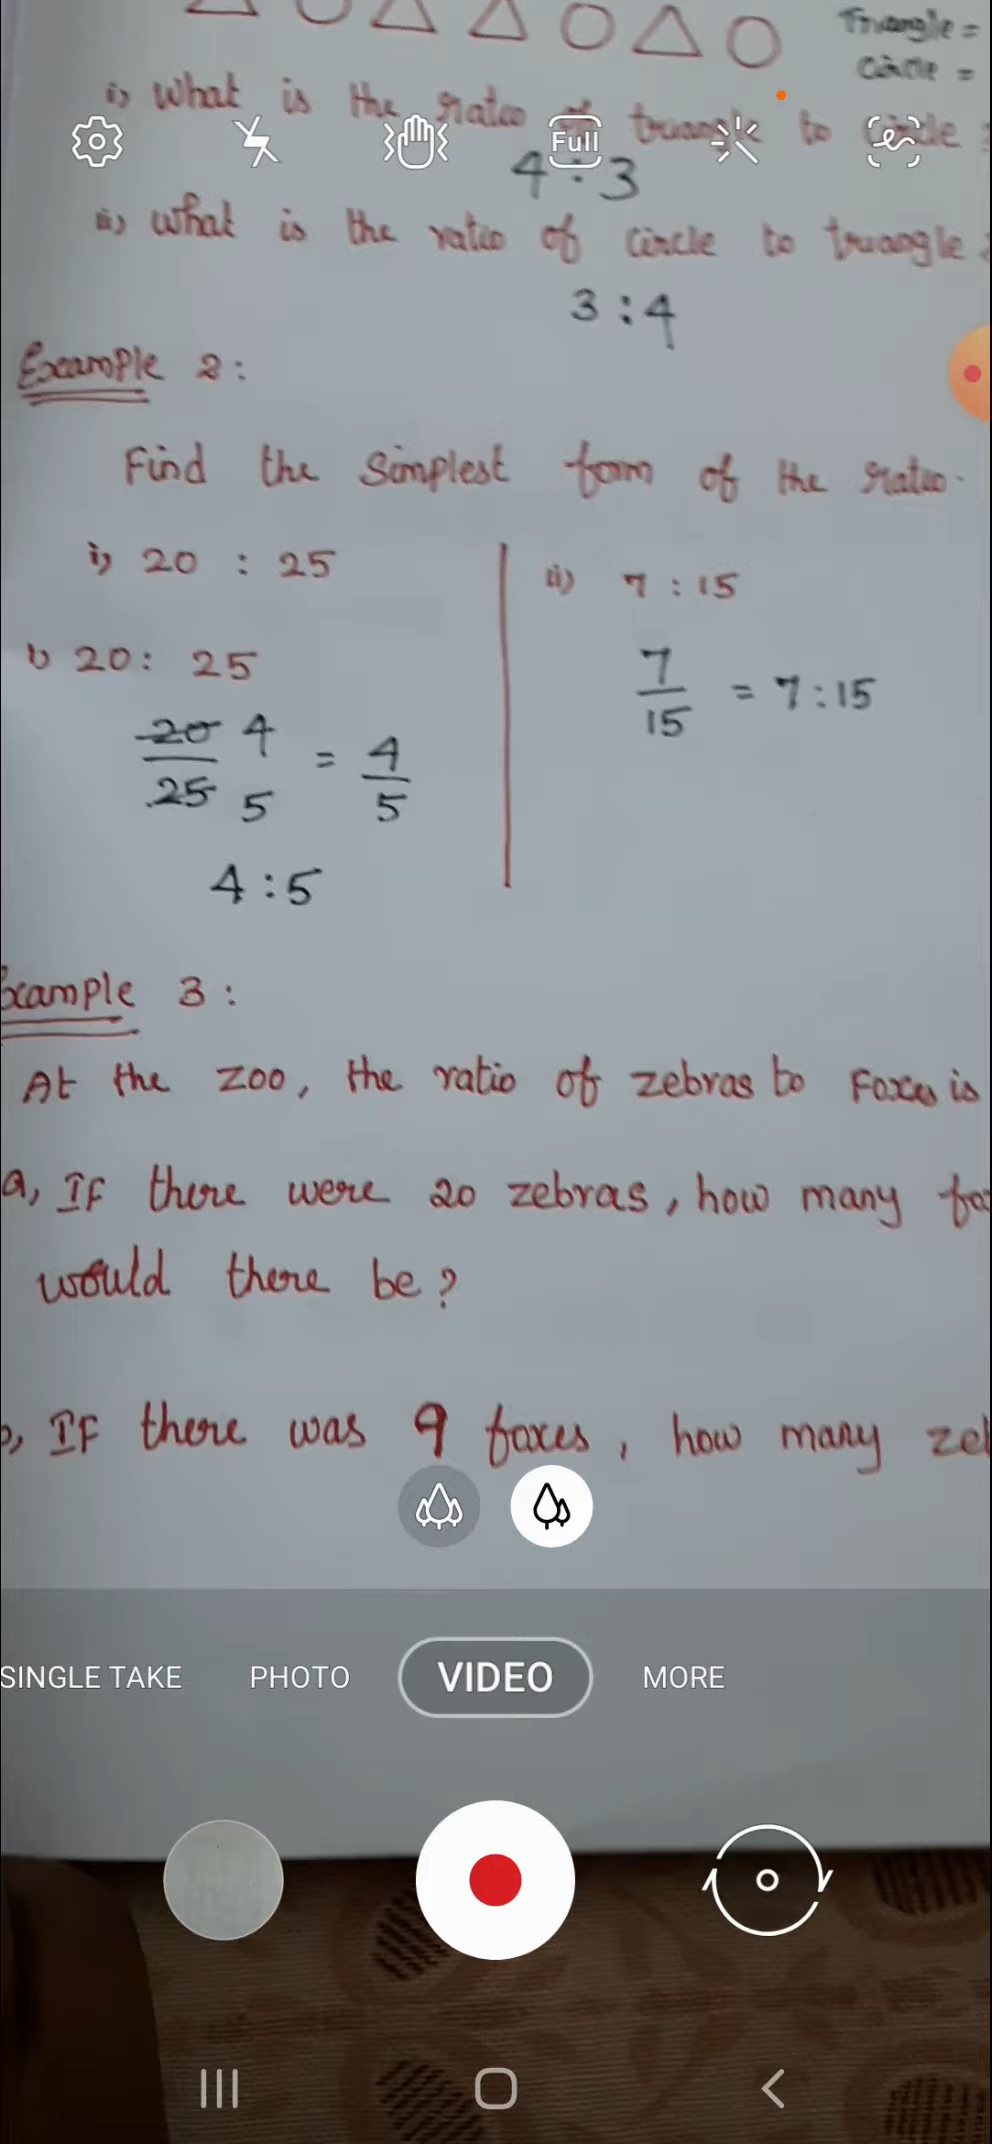 Triangle =
Circle =
i) What is the ratio of triangle to circle :
4 : 3
ii) What is the ratio of circle to triangle :
3 : 4
Example 2 :
Find the Simplest form of the ratio.
i) 20 : 25
ii) 7 : 15
i) 20 : 25
7/15 = 7 : 15
20/25 4/5 = 4/5
4 : 5
Example 3 :
At the zoo, the ratio of zebras to Foxes is
a, IF there were 20 zebras, how many fox
would there be?
b, IF there was 9 foxes, how many zeb
Full
SINGLE TAKE PHOTO VIDEO MORE